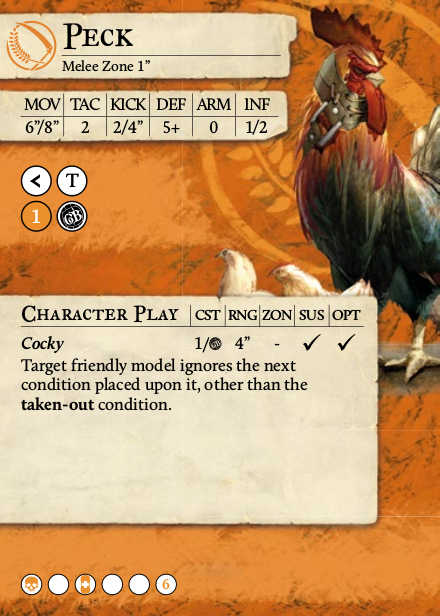 Peck
Melee Zone 1”
MOV TAC KICK DEF ARM INF
6”/8” 2 2/4” 5+ 0 1/2
< T
1 GB
Character Play CST RNG ZON SUS OPT
Cocky 1/GB 4” - ✓ ✓
Target friendly model ignores the next
condition placed upon it, other than the
taken-out condition.
6